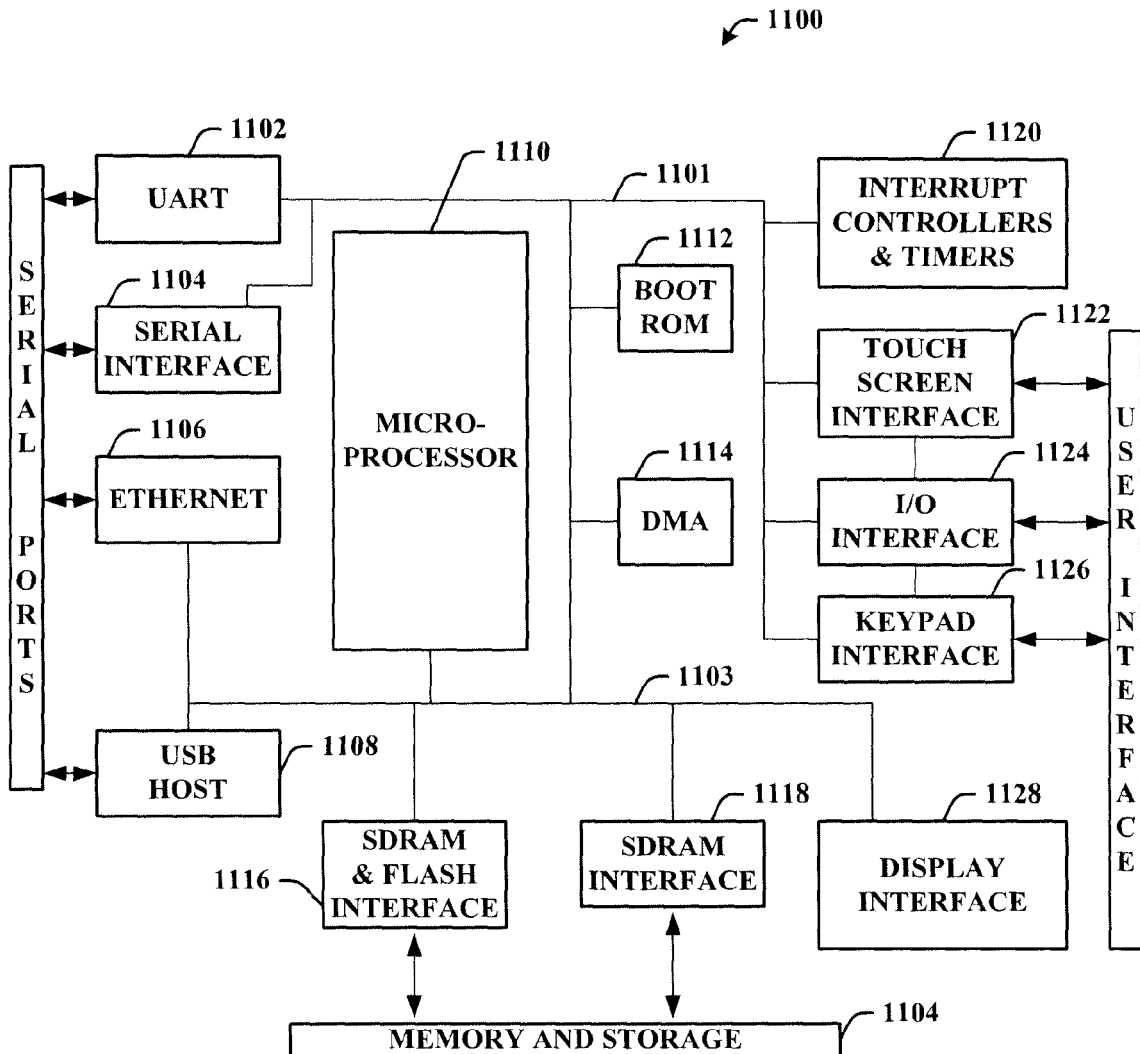 1100
1102
UART
1110
MICRO-
PROCESSOR
1101
1120
INTERRUPT
CONTROLLERS
& TIMERS
1112
BOOT
ROM
SERIAL PORTS
1104
SERIAL
INTERFACE
1122
TOUCH
SCREEN
INTERFACE
1106
ETHERNET
1114
DMA
1124
I/O
INTERFACE
USER INTERFACE
1126
KEYPAD
INTERFACE
1103
USB
HOST
1108
SDRAM
& FLASH
INTERFACE
1116
1118
SDRAM
INTERFACE
1128
DISPLAY
INTERFACE
MEMORY AND STORAGE
1104